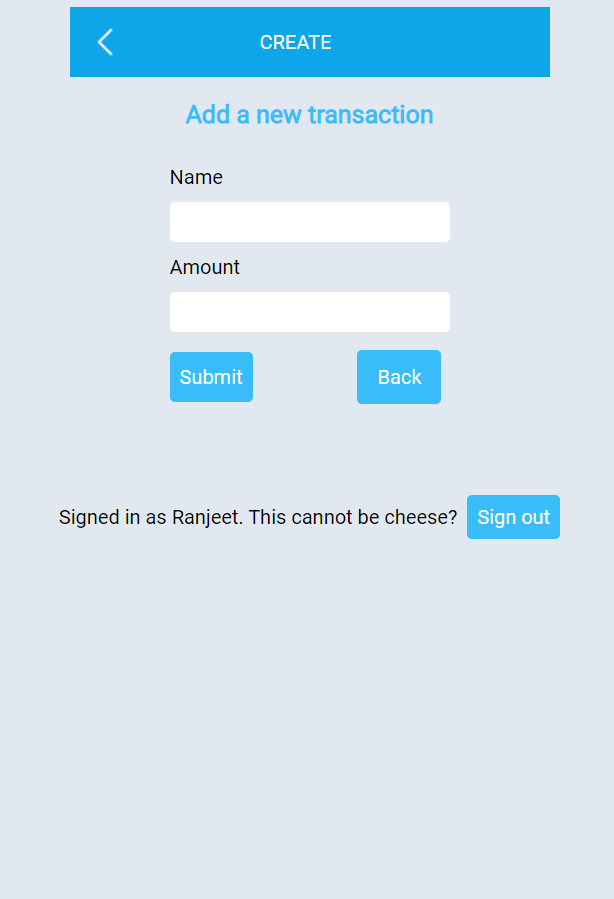 CREATE
Add a new transaction
Name
Amount
Submit Back
Signed in as Ranjeet. This cannot be cheese? Sign out